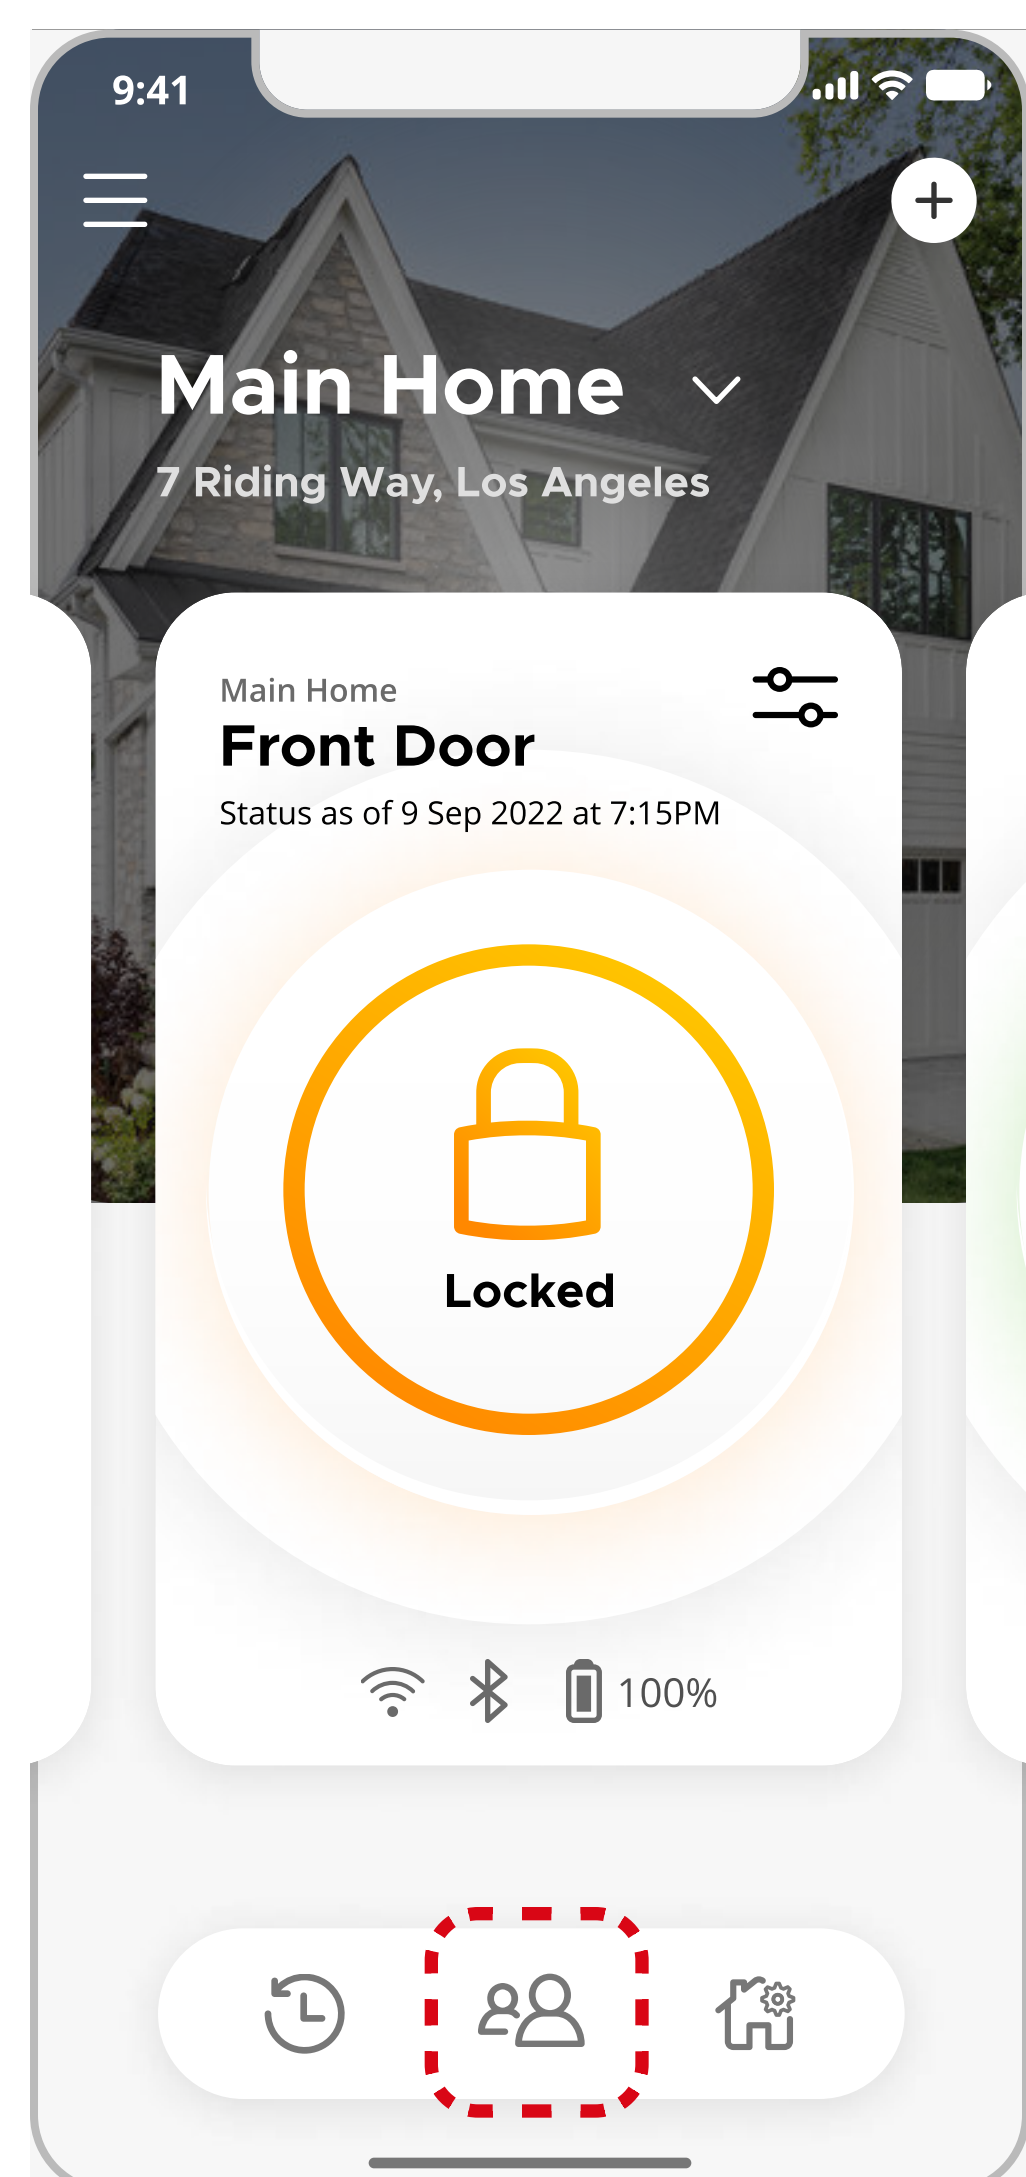 9:41
Main Home
7 Riding Way, Los Angeles
Main Home
Front Door
Status as of 9 Sep 2022 at 7:15PM
Locked
100%